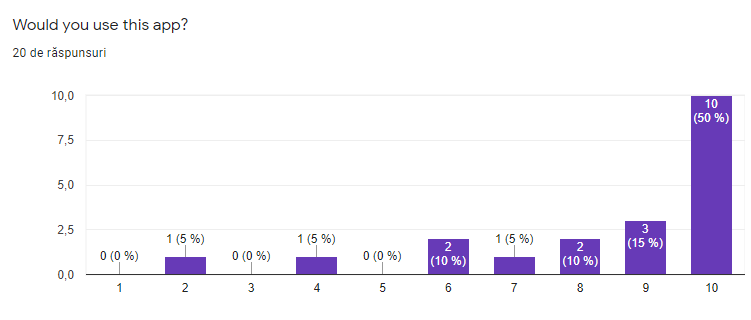 Would you use this app?
20 de răspunsuri
10,0
7,5
5,0
2,5
0,0
0 (0 %)
1 (5 %)
0 (0 %)
1 (5 %)
0 (0 %)
2
(10 %)
1 (5 %)
2
(10 %)
3
(15 %)
10
(50 %)
1 2 3 4 5 6 7 8 9 10